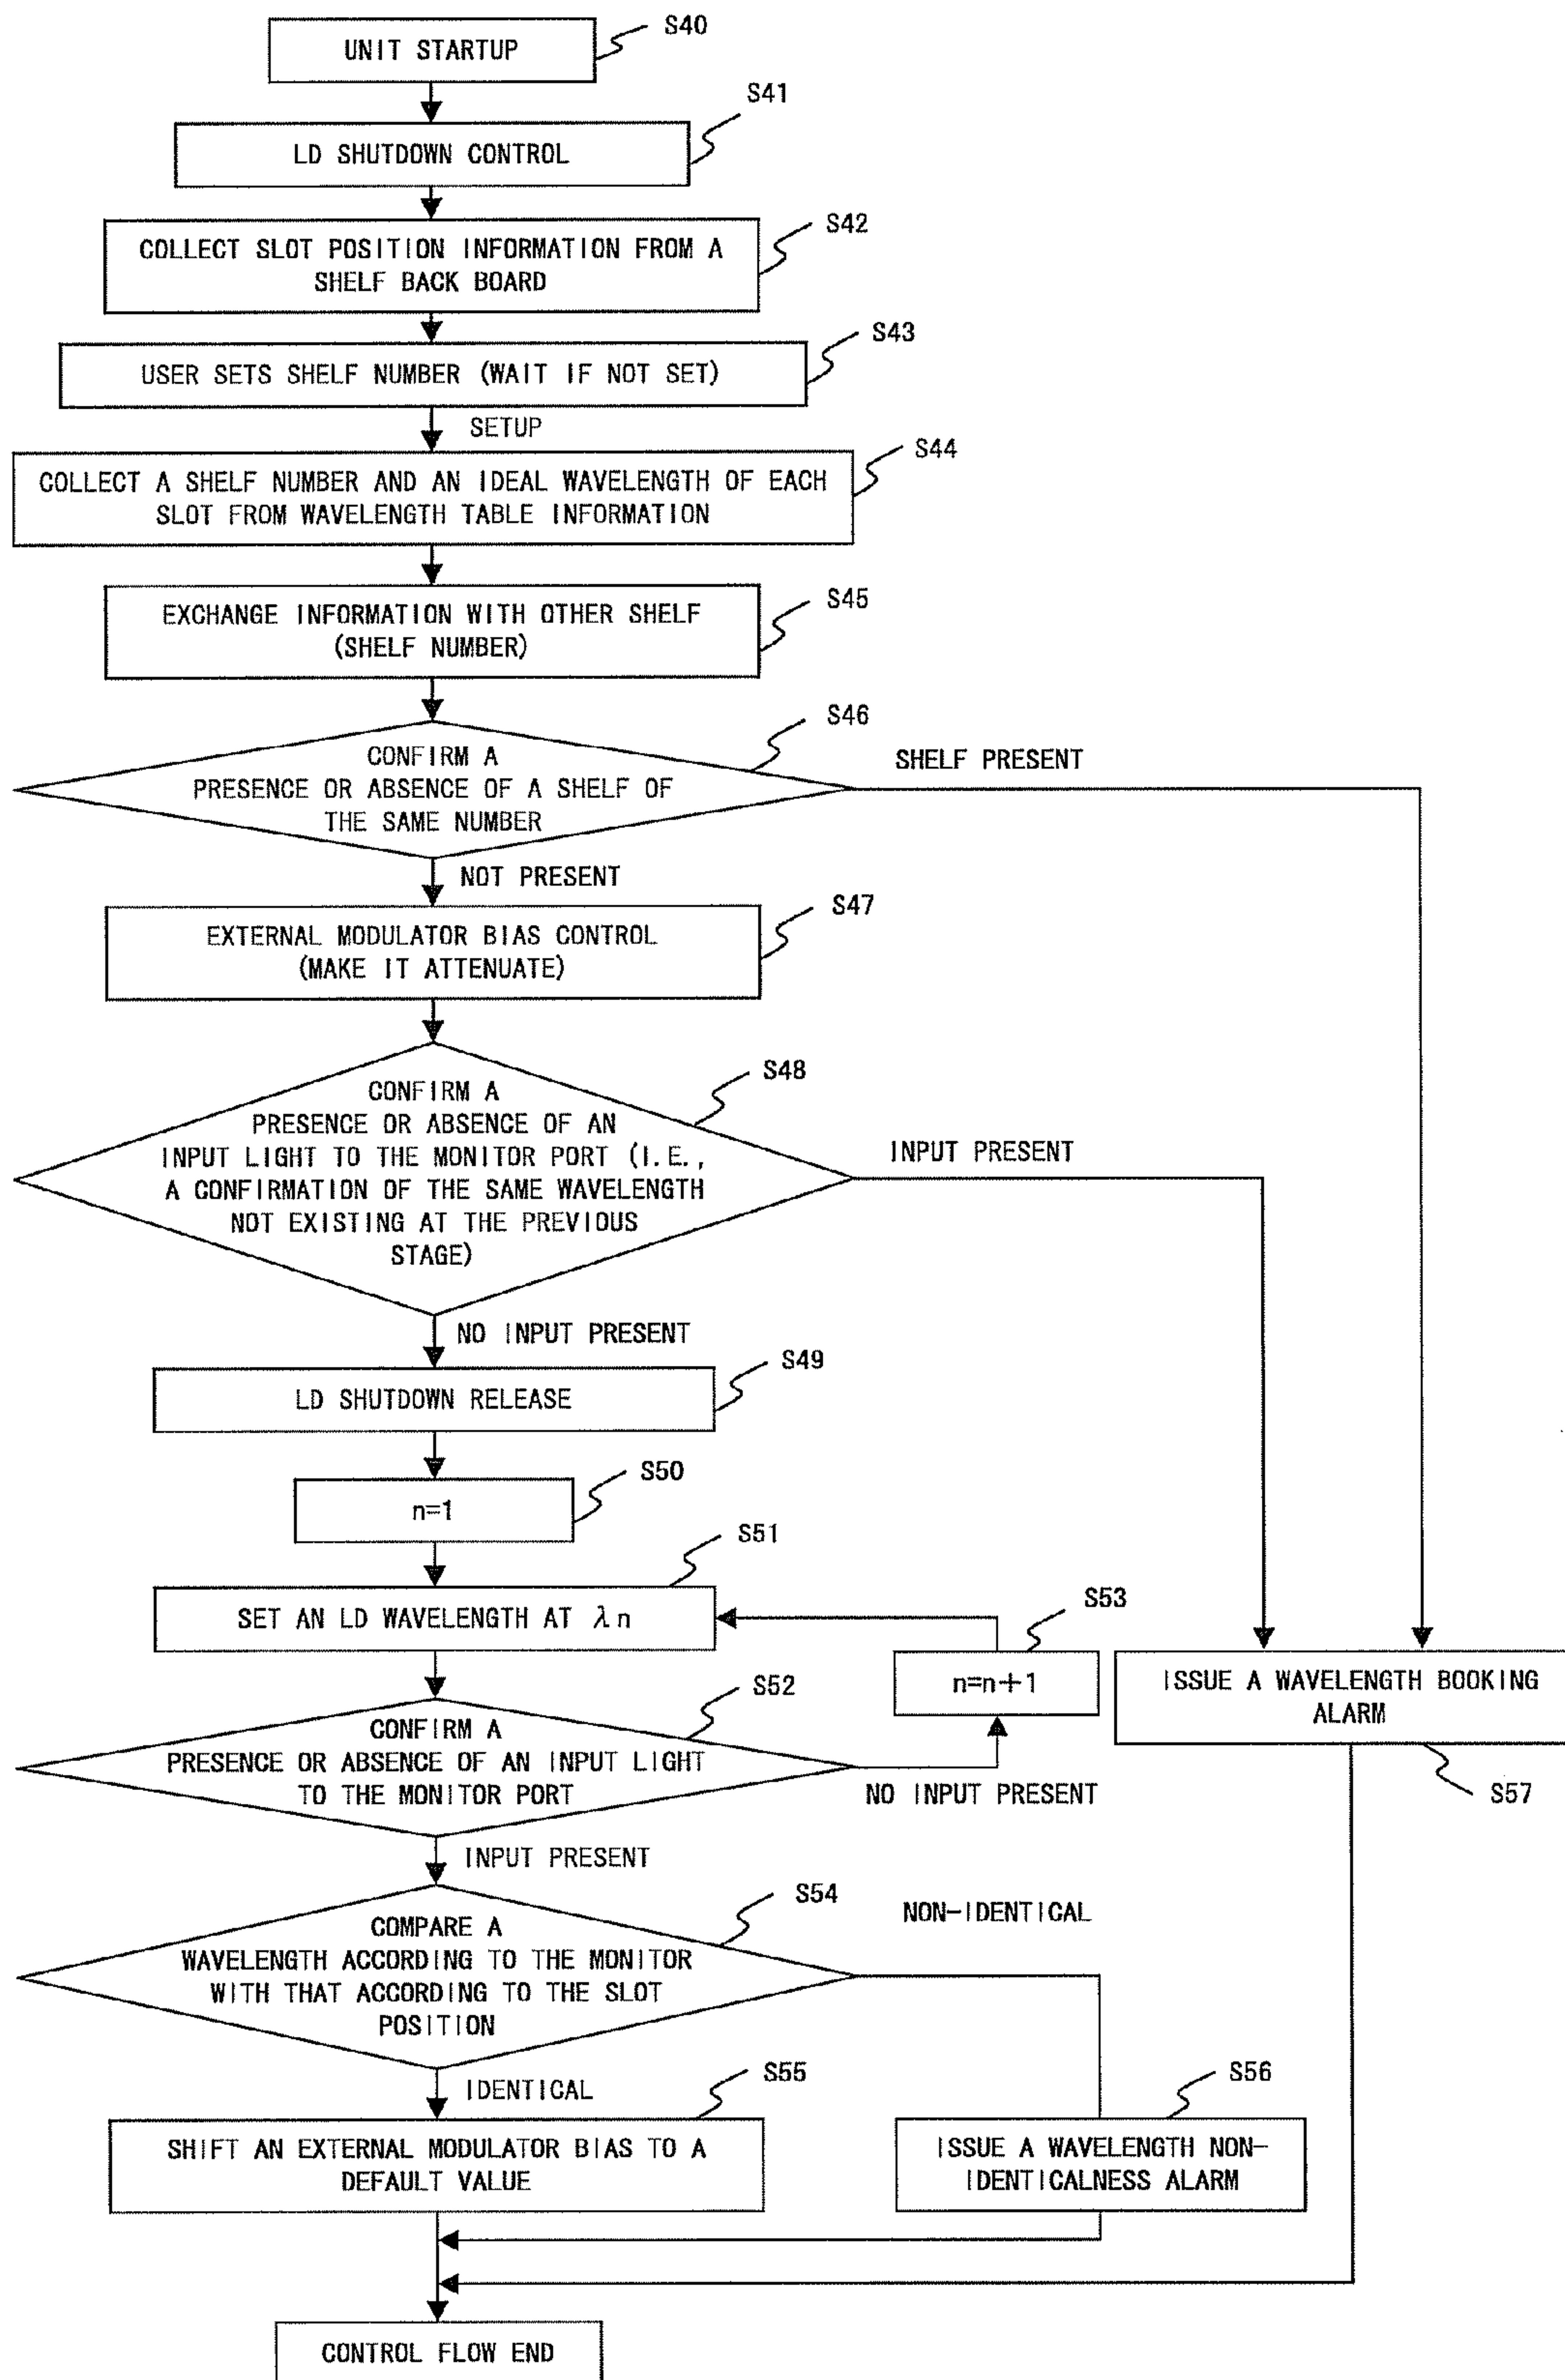 UNIT STARTUP
S40
LD SHUTDOWN CONTROL
S41
COLLECT SLOT POSITION INFORMATION FROM A
SHELF BACK BOARD
S42
USER SETS SHELF NUMBER (WAIT IF NOT SET)
S43
SETUP
COLLECT A SHELF NUMBER AND AN IDEAL WAVELENGTH OF EACH
SLOT FROM WAVELENGTH TABLE INFORMATION
S44
EXCHANGE INFORMATION WITH OTHER SHELF
(SHELF NUMBER)
S45
CONFIRM A
PRESENCE OR ABSENCE OF A SHELF OF
THE SAME NUMBER
S46
SHELF PRESENT
NOT PRESENT
EXTERNAL MODULATOR BIAS CONTROL
(MAKE IT ATTENUATE)
S47
CONFIRM A
PRESENCE OR ABSENCE OF AN
INPUT LIGHT TO THE MONITOR PORT (I.E.,
A CONFIRMATION OF THE SAME WAVELENGTH
NOT EXISTING AT THE PREVIOUS
STAGE)
S48
INPUT PRESENT
NO INPUT PRESENT
LD SHUTDOWN RELEASE
S49
n=1
S50
SET AN LD WAVELENGTH AT λn
S51
n=n+1
S53
CONFIRM A
PRESENCE OR ABSENCE OF AN INPUT LIGHT
TO THE MONITOR PORT
S52
NO INPUT PRESENT
ISSUE A WAVELENGTH BOOKING
ALARM
S57
INPUT PRESENT
COMPARE A
WAVELENGTH ACCORDING TO THE MONITOR
WITH THAT ACCORDING TO THE SLOT
POSITION
S54
NON-IDENTICAL
IDENTICAL
SHIFT AN EXTERNAL MODULATOR BIAS TO A
DEFAULT VALUE
S55
ISSUE A WAVELENGTH NON-
IDENTICALNESS ALARM
S56
CONTROL FLOW END